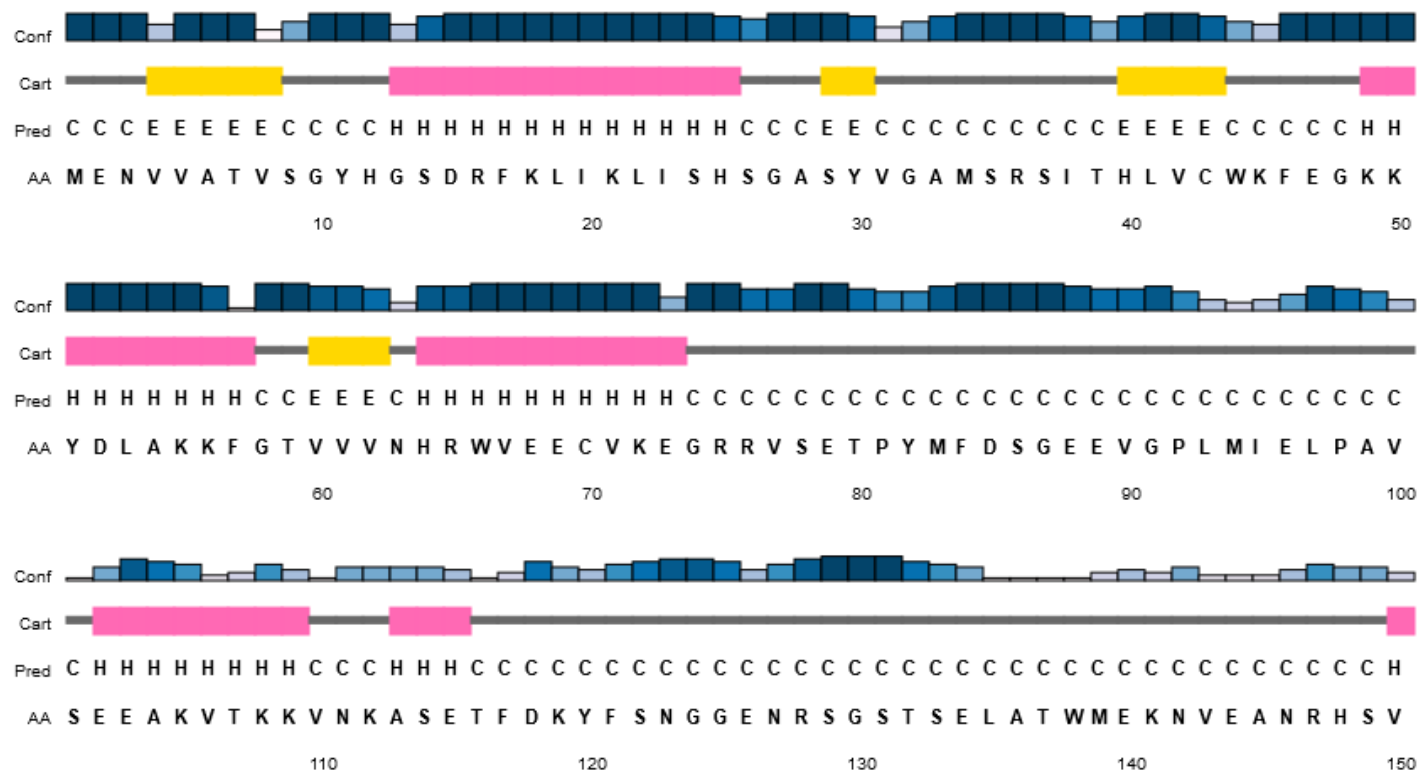 Conf
Cart
Pred C C C E E E E E C C C C H H H H H H H H H H H H H C C C E E C C C C C C C C C E E E E C C C C C H H
AA M E N V V A T V S G Y H G S D R F K L I K L I S H S G A S Y V G A M S R S I T H L V C W K F E G K K
10 20 30 40 50
Conf
Cart
Pred H H H H H H H C C E E E C H H H H H H H H H H C C C C C C C C C C C C C C C C C C C C C C C C C C C
AA Y D L A K K F G T V V V N H R W V E E C V K E G R R V S E T P Y M F D S G E E V G P L M I E L P A V
60 70 80 90 100
Conf
Cart
Pred C H H H H H H H H C C C H H H C C C C C C C C C C C C C C C C C C C C C C C C C C C C C C C C C C H
AA S E E A K V T K K V N K A S E T F D K Y F S N G G E N R S G S T S E L A T W M E K N V E A N R H S V
110 120 130 140 150